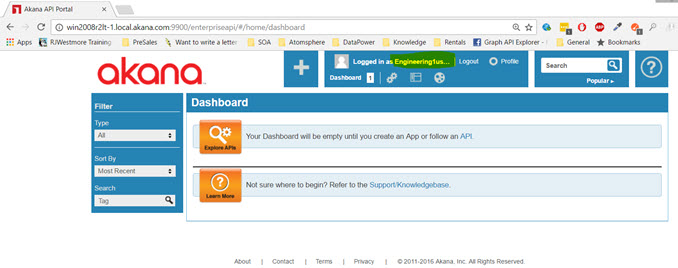 Akana API Portal
win2008r2lt-1.local.akana.com:9900/enterpriseapi/#/home/dashboard
Apps Bookmarks RJWestmore Training PreSales Want to write a letter SOA Atomsphere DataPower Knowledge Rentals Graph API Explorer - General Bookmarks
akana
Logged in as Engineering1us... Logout Profile
Dashboard 1
Search
Popular
Filter
Type
All
Sort By
Most Recent
Search
Tag
Dashboard
Explore APIs
Your Dashboard will be empty until you create an App or follow an API.
Learn More
Not sure where to begin? Refer to the Support/Knowledgebase.
About | Contact | Terms | Privacy | © 2011-2016 Akana, Inc. All Rights Reserved.